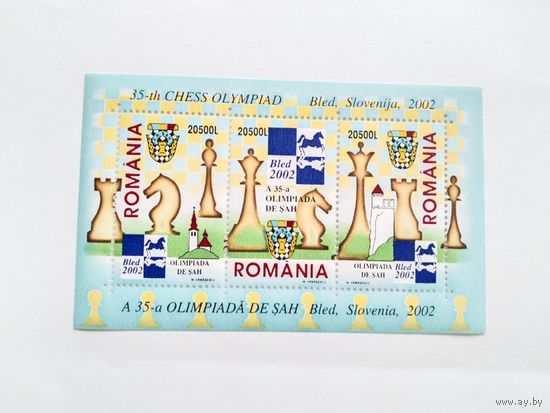 35-th CHESS OLYMPIAD Bled, Slovenija, 2002
20500L
ROMÂNIA
OLIMPIADA
DE ŞAH
Bled
2002
20500L
Bled
2002
A 35-a
OLIMPIADA
DE ŞAH
ROMÂNIA
20500L
ROMÂNIA
OLIMPIADA
DE ŞAH
Bled
2002
A 35-a OLIMPIADĂ DE ŞAH Bled, Slovenia, 2002
© www.ay.by